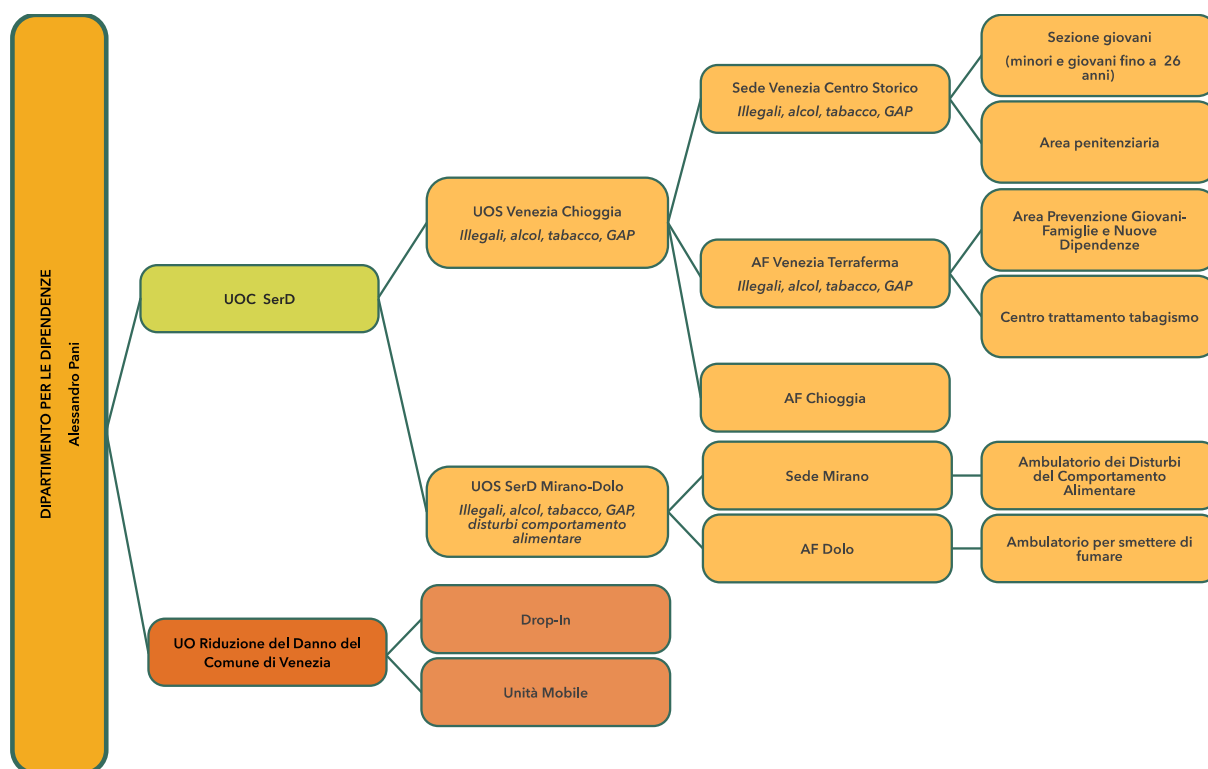 DIPARTIMENTO PER LE DIPENDENZE
Alessandro Pani
UOC SerD
UO Riduzione del Danno del
Comune di Venezia
UOS Venezia Chioggia
Illegali, alcol, tabacco, GAP
UOS SerD Mirano-Dolo
Illegali, alcol, tabacco, GAP,
disturbi comportamento
alimentare
Drop-In
Unità Mobile
Sede Venezia Centro Storico
Illegali, alcol, tabacco, GAP
AF Venezia Terraferma
Illegali, alcol, tabacco, GAP
AF Chioggia
Sede Mirano
AF Dolo
Sezione giovani
(minori e giovani fino a 26
anni)
Area penitenziaria
Area Prevenzione Giovani-
Famiglie e Nuove
Dipendenze
Centro trattamento tabagismo
Ambulatorio dei Disturbi
del Comportamento
Alimentare
Ambulatorio per smettere di
fumare